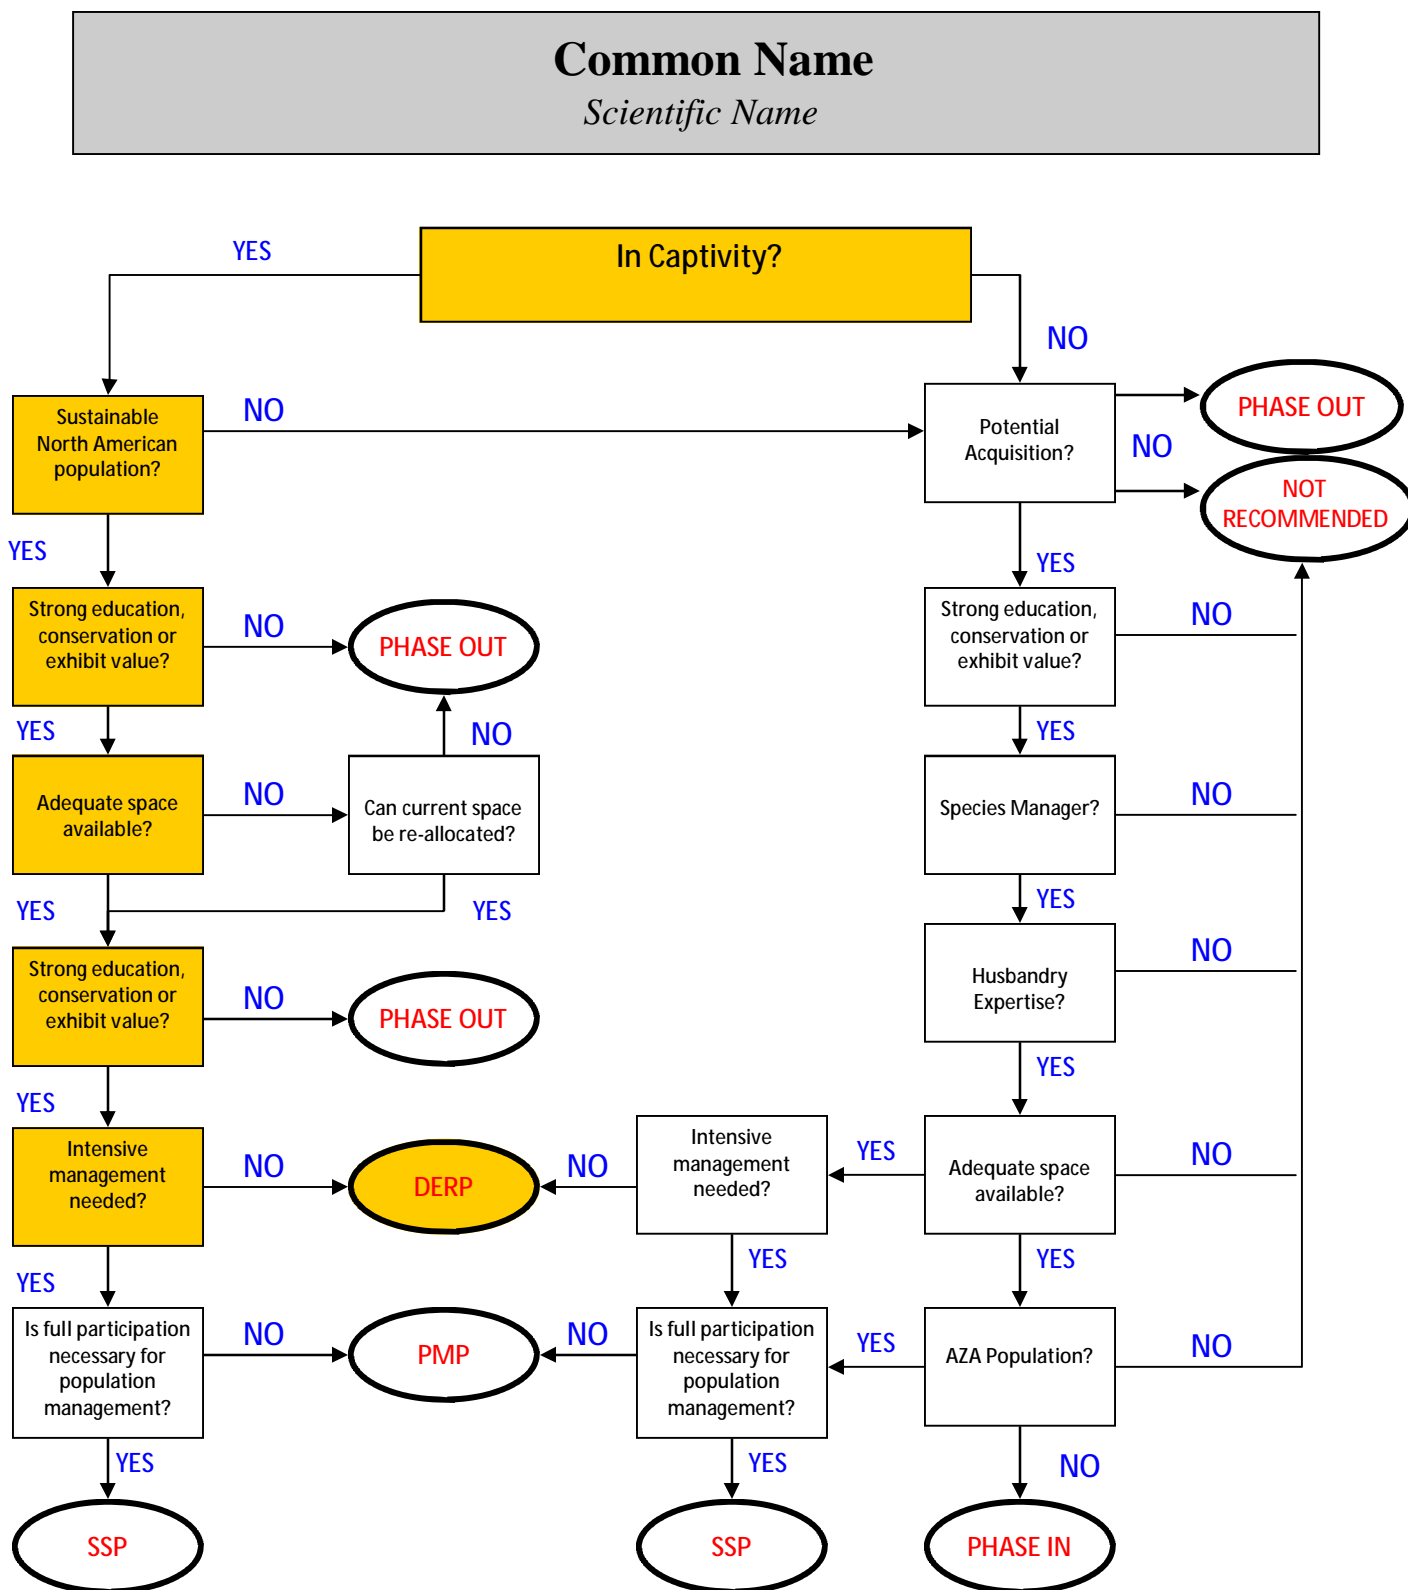 Common Name
Scientific Name
YES
In Captivity?
NO
Sustainable
North American
population?
NO
Potential
Acquisition?
PHASE OUT
NO
NOT
RECOMMENDED
YES
YES
Strong education,
conservation or
exhibit value?
NO
PHASE OUT
Strong education,
conservation or
exhibit value?
NO
YES
NO
YES
Adequate space
available?
NO
Can current space
be re-allocated?
Species Manager?
NO
YES
YES
YES
Strong education,
conservation or
exhibit value?
NO
PHASE OUT
Husbandry
Expertise?
NO
YES
YES
Intensive
management
needed?
NO
DERP
NO
Intensive
management
needed?
YES
Adequate space
available?
NO
YES
YES
YES
Is full participation
necessary for
population
management?
NO
PMP
NO
Is full participation
necessary for
population
management?
YES
AZA Population?
NO
YES
YES
NO
SSP
SSP
PHASE IN